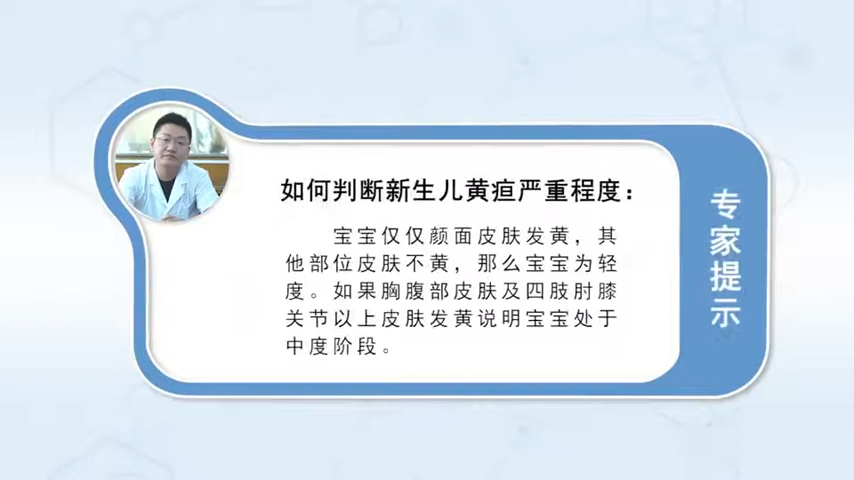 如何判断新生儿黄疸严重程度：
宝宝仅仅颜面皮肤发黄，其
他部位皮肤不黄，那么宝宝为轻
度。如果胸腹部皮肤及四肢肘膝
关节以上皮肤发黄说明宝宝处于
中度阶段。
专家提示